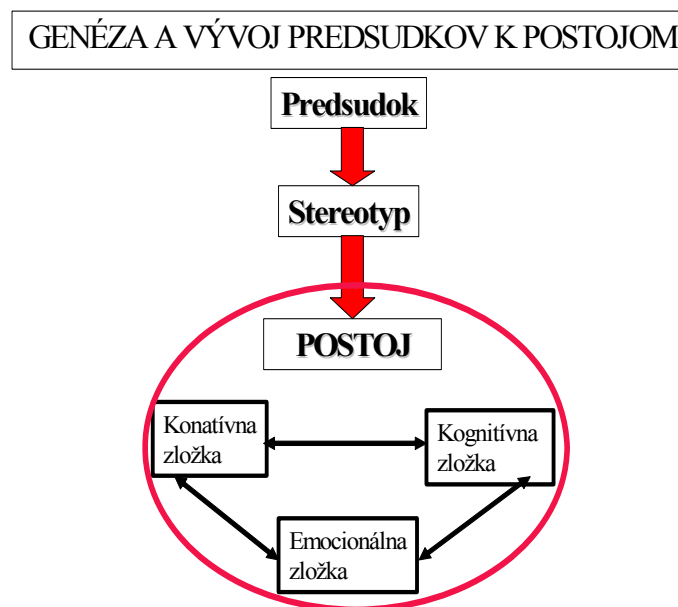 GENÉZA A VÝVOJ PREDSUDKOV K POSTOJOM
Predsudok
Stereotyp
POSTOJ
Konatívna
zložka
Kognitívna
zložka
Emocionálna
zložka